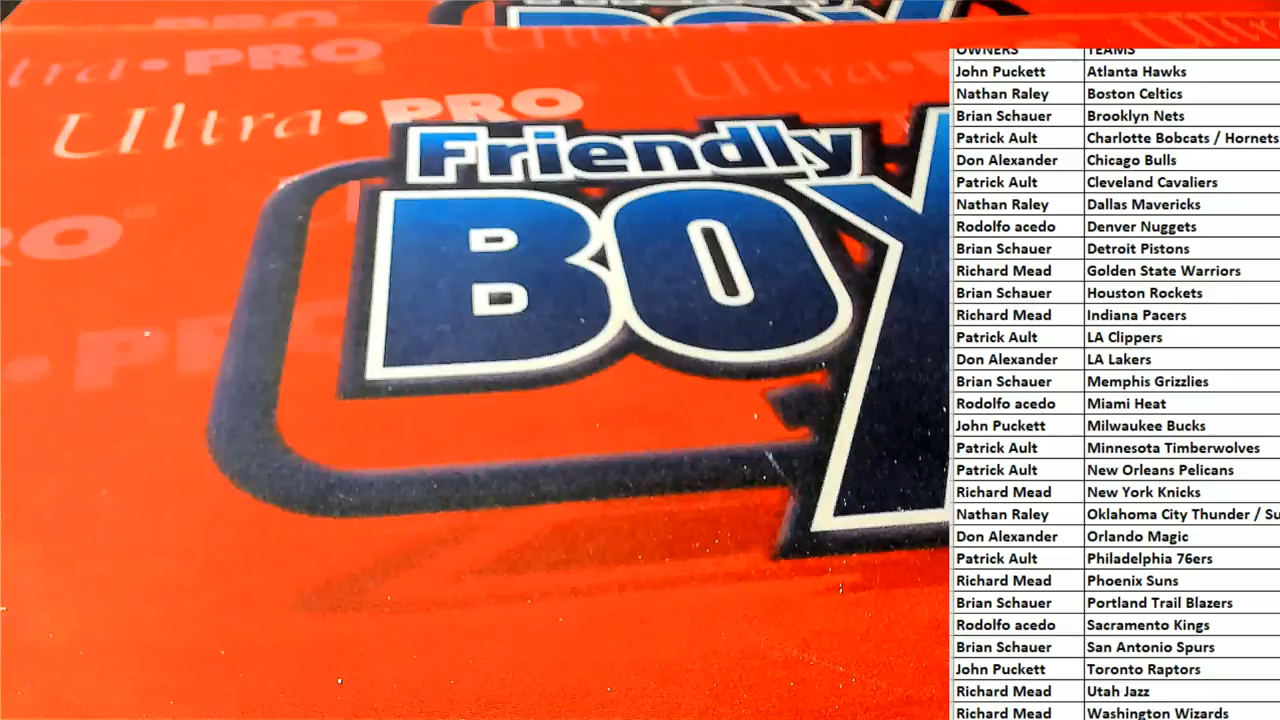 Ultra•PRO
Ultra•PRO
Friendly
BOY
OWNERS TEAMS
John Puckett Atlanta Hawks
Nathan Raley Boston Celtics
Brian Schauer Brooklyn Nets
Patrick Ault Charlotte Bobcats / Hornets
Don Alexander Chicago Bulls
Patrick Ault Cleveland Cavaliers
Nathan Raley Dallas Mavericks
Rodolfo acedo Denver Nuggets
Brian Schauer Detroit Pistons
Richard Mead Golden State Warriors
Brian Schauer Houston Rockets
Richard Mead Indiana Pacers
Patrick Ault LA Clippers
Don Alexander LA Lakers
Brian Schauer Memphis Grizzlies
Rodolfo acedo Miami Heat
John Puckett Milwaukee Bucks
Patrick Ault Minnesota Timberwolves
Patrick Ault New Orleans Pelicans
Richard Mead New York Knicks
Nathan Raley Oklahoma City Thunder / Su
Don Alexander Orlando Magic
Patrick Ault Philadelphia 76ers
Richard Mead Phoenix Suns
Brian Schauer Portland Trail Blazers
Rodolfo acedo Sacramento Kings
Brian Schauer San Antonio Spurs
John Puckett Toronto Raptors
Richard Mead Utah Jazz
Richard Mead Washington Wizards